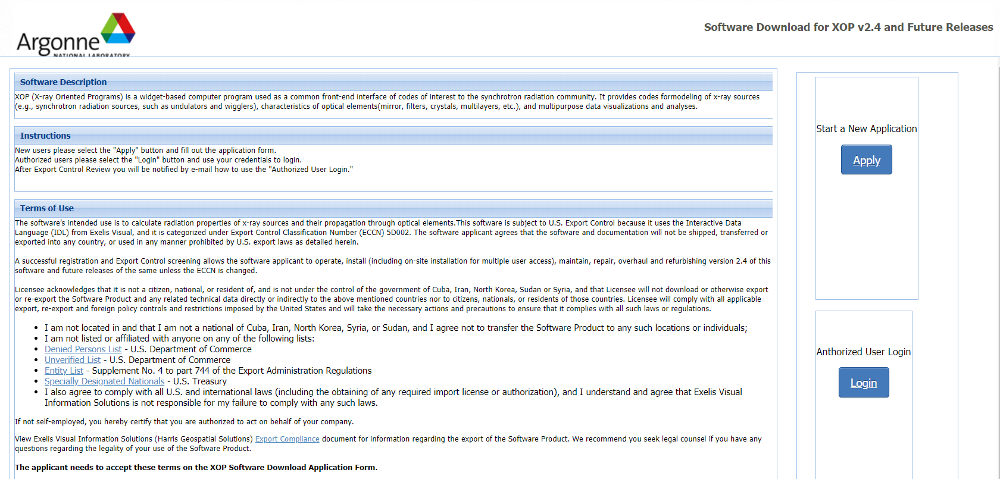 Argonne
NATIONAL LABORATORY
Software Download for XOP v2.4 and Future Releases
Software Description
XOP (X-ray Oriented Programs) is a widget-based computer program used as a common front-end interface of codes of interest to the synchrotron radiation community. It provides codes formodeling of x-ray sources
(e.g., synchrotron radiation sources, such as undulators and wigglers), characteristics of optical elements(mirror, filters, crystals, multilayers, etc.), and multipurpose data visualizations and analyses.
Instructions
New users please select the "Apply" button and fill out the application form.
Authorized users please select the "Login" button and use your credentials to login.
After Export Control Review you will be notified by e-mail how to use the "Authorized User Login."
Terms of Use
The software's intended use is to calculate radiation properties of x-ray sources and their propagation through optical elements.This software is subject to U.S. Export Control because it uses the Interactive Data
Language (IDL) from Exelis Visual, and it is categorized under Export Control Classification Number (ECCN) 5D002. The software applicant agrees that the software and documentation will not be shipped, transferred or
exported into any country, or used in any manner prohibited by U.S. export laws as detailed herein.
A successful registration and Export Control screening allows the software applicant to operate, install (including on-site installation for multiple user access), maintain, repair, overhaul and refurbishing version 2.4 of this
software and future releases of the same unless the ECCN is changed.
Licensee acknowledges that it is not a citizen, national, or resident of, and is not under the control of the government of Cuba, Iran, North Korea, Sudan or Syria, and that Licensee will not download or otherwise export
or re-export the Software Product and any related technical data directly or indirectly to the above mentioned countries nor to citizens, nationals, or residents of those countries. Licensee will comply with all applicable
export, re-export and foreign policy controls and restrictions imposed by the United States and will take the necessary actions and precautions to ensure that it complies with all such laws or regulations.
• I am not located in and that I am not a national of Cuba, Iran, North Korea, Syria, or Sudan, and I agree not to transfer the Software Product to any such locations or individuals;
• I am not listed or affiliated with anyone on any of the following lists:
• Denied Persons List - U.S. Department of Commerce
• Unverified List - U.S. Department of Commerce
• Entity List - Supplement No. 4 to part 744 of the Export Administration Regulations
• Specially Designated Nationals - U.S. Treasury
• I also agree to comply with all U.S. and international laws (including the obtaining of any required import license or authorization), and I understand and agree that Exelis Visual
Information Solutions is not responsible for my failure to comply with any such laws.
If not self-employed, you hereby certify that you are authorized to act on behalf of your company.
View Exelis Visual Information Solutions (Harris Geospatial Solutions) Export Compliance document for information regarding the export of the Software Product. We recommend you seek legal counsel if you have any
questions regarding the legality of your use of the Software Product.
The applicant needs to accept these terms on the XOP Software Download Application Form.
Start a New Application
Apply
Anthorized User Login
Login